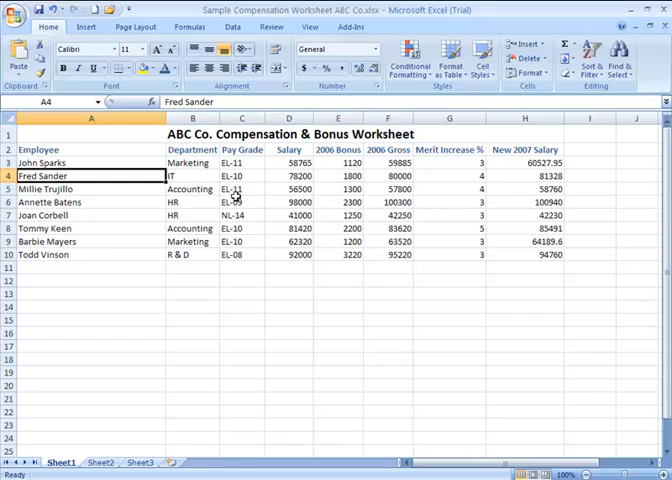 Sample Compensation Worksheet ABC Co.xlsx - Microsoft Excel (Trial)
Home Insert Page Layout Formulas Data Review View Add-Ins
Paste
Calibri 11 A A
B I U
General
$ % ,
Conditional Formatting Format as Table Cell Styles
Insert
Delete
Format
Σ
Sort & Filter Find & Select
Clipboard Font Alignment Number Styles Cells Editing
A4 fx Fred Sander
A B C D E F G H I J
1 ABC Co. Compensation & Bonus Worksheet
2 Employee Department Pay Grade Salary 2006 Bonus 2006 Gross Merit Increase % New 2007 Salary
3 John Sparks Marketing EL-11 58765 1120 59885 3 60527.95
4 Fred Sander IT EL-10 78200 1800 80000 4 81328
5 Millie Trujillo Accounting EL-11 56500 1300 57800 4 58760
6 Annette Batens HR EL-09 98000 2300 100300 3 100940
7 Joan Corbell HR NL-14 41000 1250 42250 3 42230
8 Tommy Keen Accounting EL-10 81420 2200 83620 5 85491
9 Barbie Mayers Marketing EL-10 62320 1200 63520 3 64189.6
10 Todd Vinson R & D EL-08 92000 3220 95220 3 94760
11
12
13
14
15
16
17
18
19
20
21
22
23
24
25
Sheet1 Sheet2 Sheet3
Ready 100%